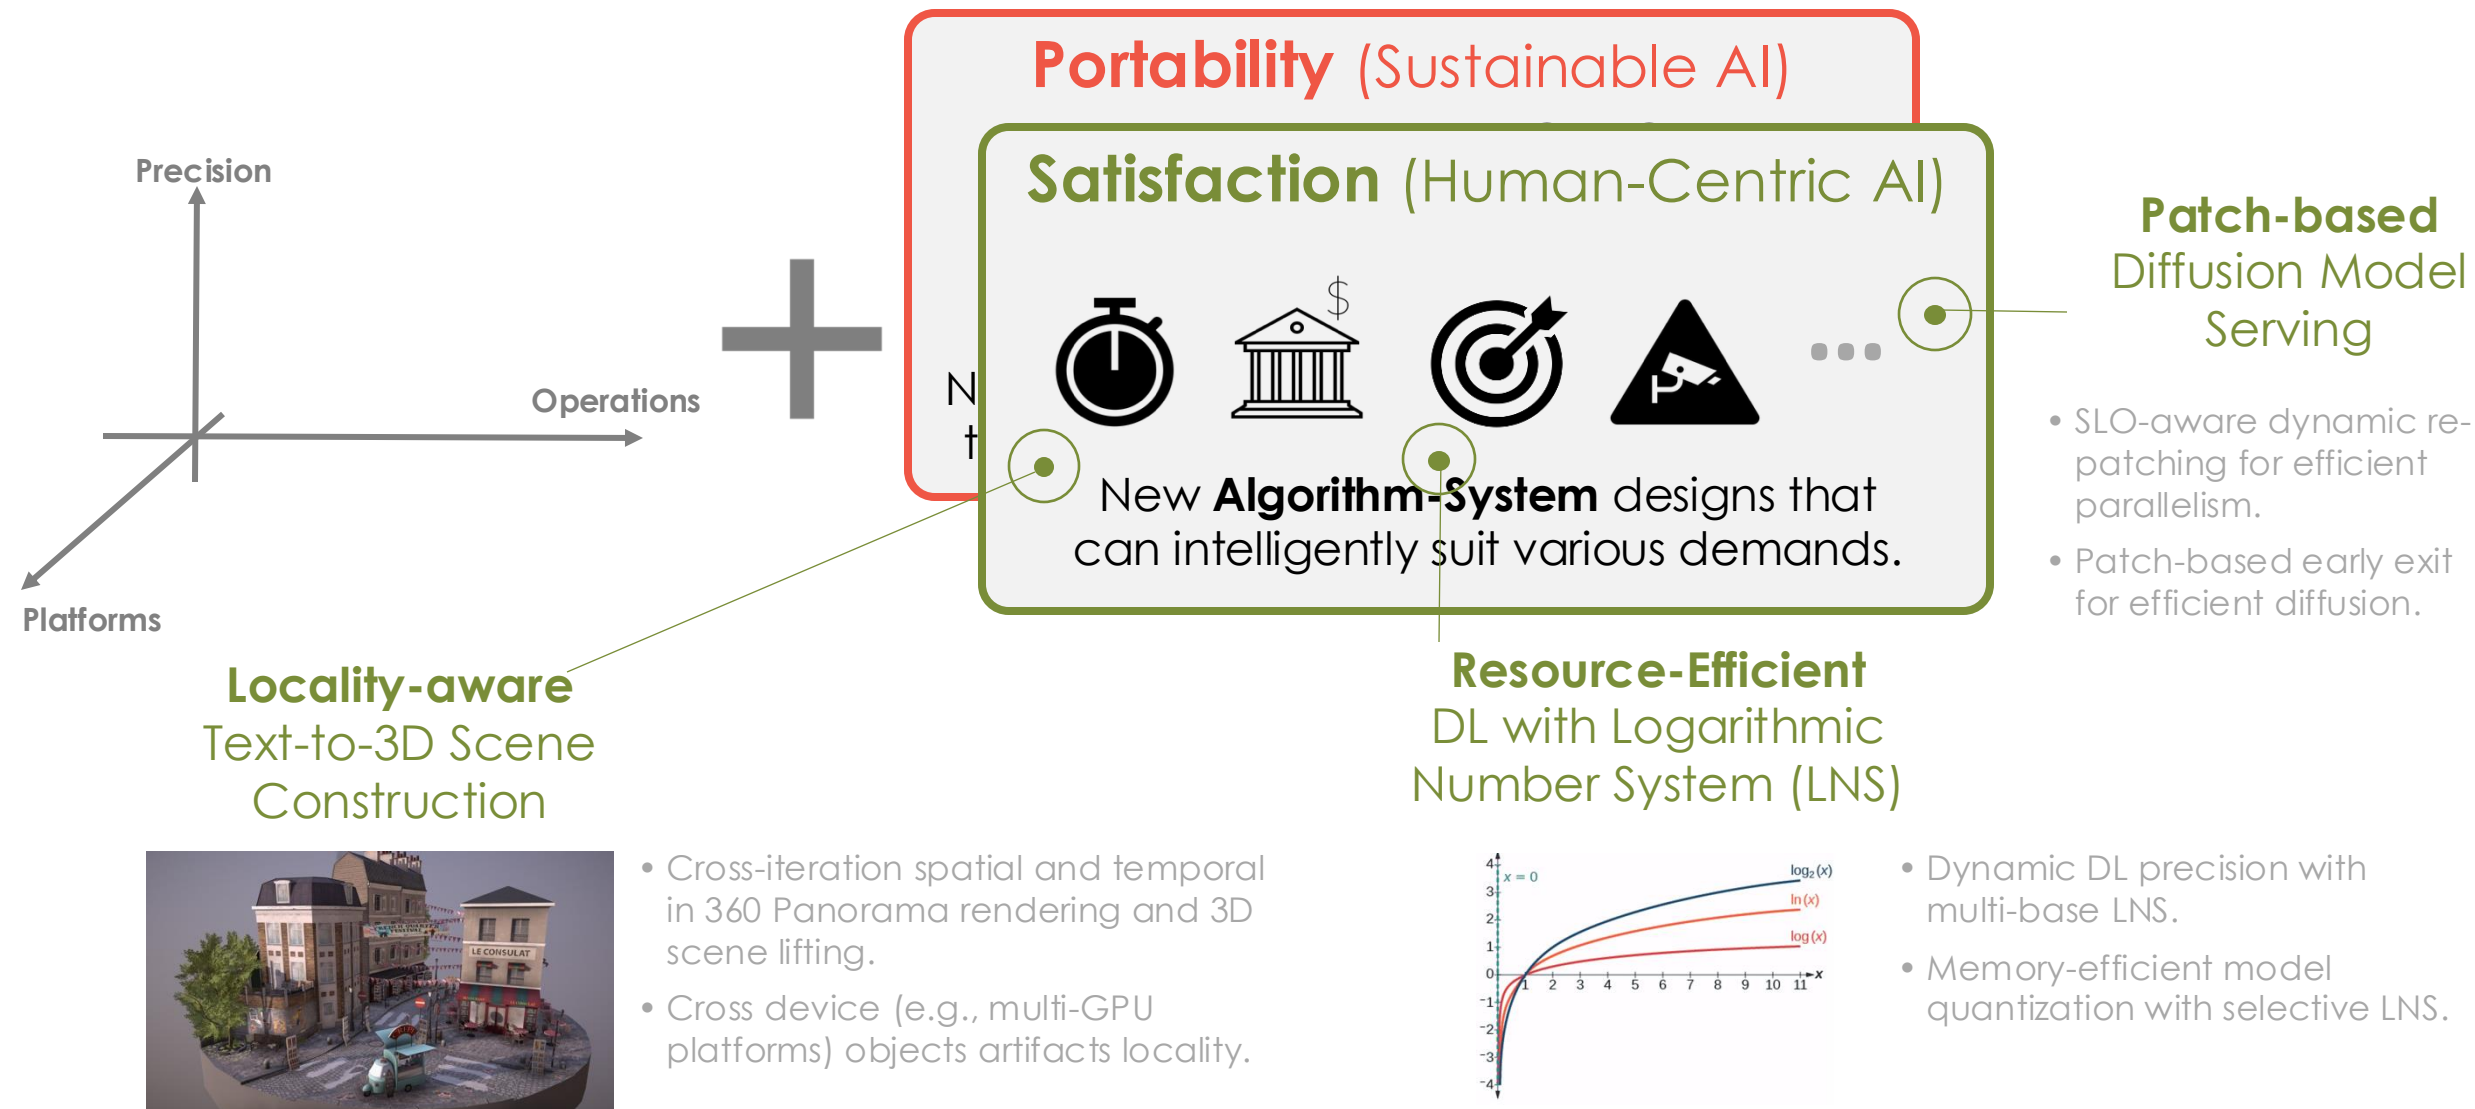 Portability (Sustainable AI)
N
t
Satisfaction (Human-Centric AI)
$
...
New Algorithm-System designs that
can intelligently suit various demands.
Precision
Operations
Platforms
Patch-based
Diffusion Model
Serving
• SLO-aware dynamic re-
patching for efficient
parallelism.
• Patch-based early exit
for efficient diffusion.
Locality-aware
Text-to-3D Scene
Construction
LE CONSULAT
• Cross-iteration spatial and temporal
in 360 Panorama rendering and 3D
scene lifting.
• Cross device (e.g., multi-GPU
platforms) objects artifacts locality.
Resource-Efficient
DL with Logarithmic
Number System (LNS)
x = 0
log₂(x)
ln(x)
log(x)
x
4
3
2
1
0
-1
-2
-3
-4
1 2 3 4 5 6 7 8 9 10 11
• Dynamic DL precision with
multi-base LNS.
• Memory-efficient model
quantization with selective LNS.